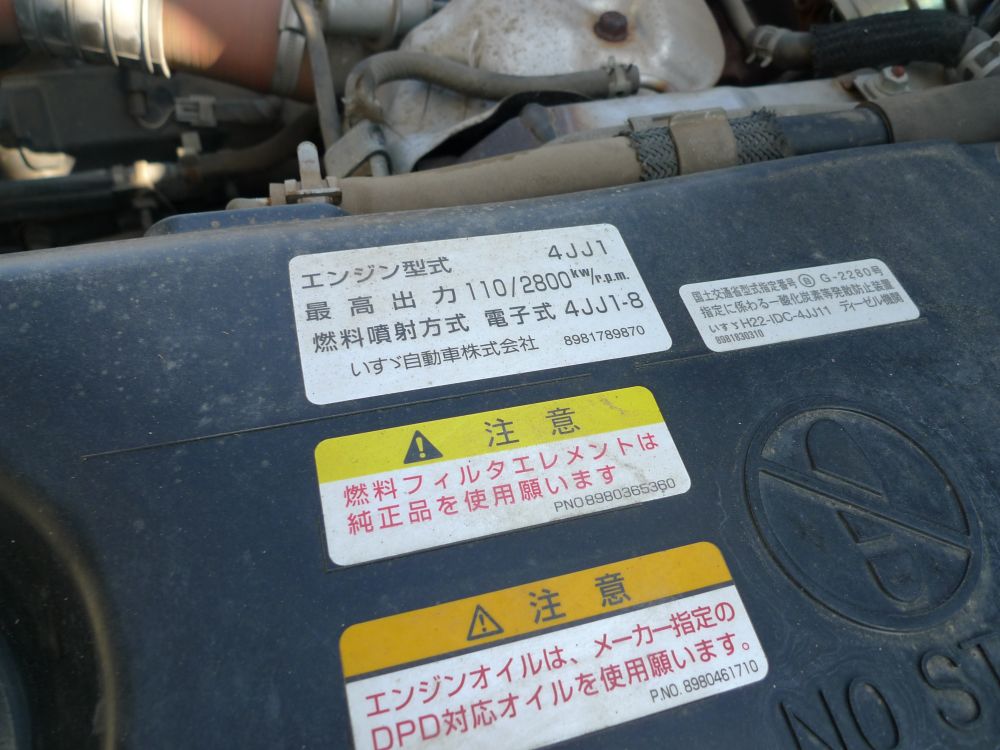 エンジン型式 4JJ1
最高出力 110/2800 kW/r.p.m.
燃料噴射方式 電子式 4JJ1-8
いすゞ自動車株式会社 8981789870
国土交通省型式指定番号 Ⓑ G-2280号
指定に係わる一酸化炭素等発散防止装置
いすゞH22-IDC-4JJ11 ディーゼル機関
8981830310
注意
燃料フィルタエレメントは
純正品を使用願います
PNO8980365360
注意
エンジンオイルは、メーカー指定の
DPD対応オイルを使用願います。
P.NO. 8980461710
NO ST